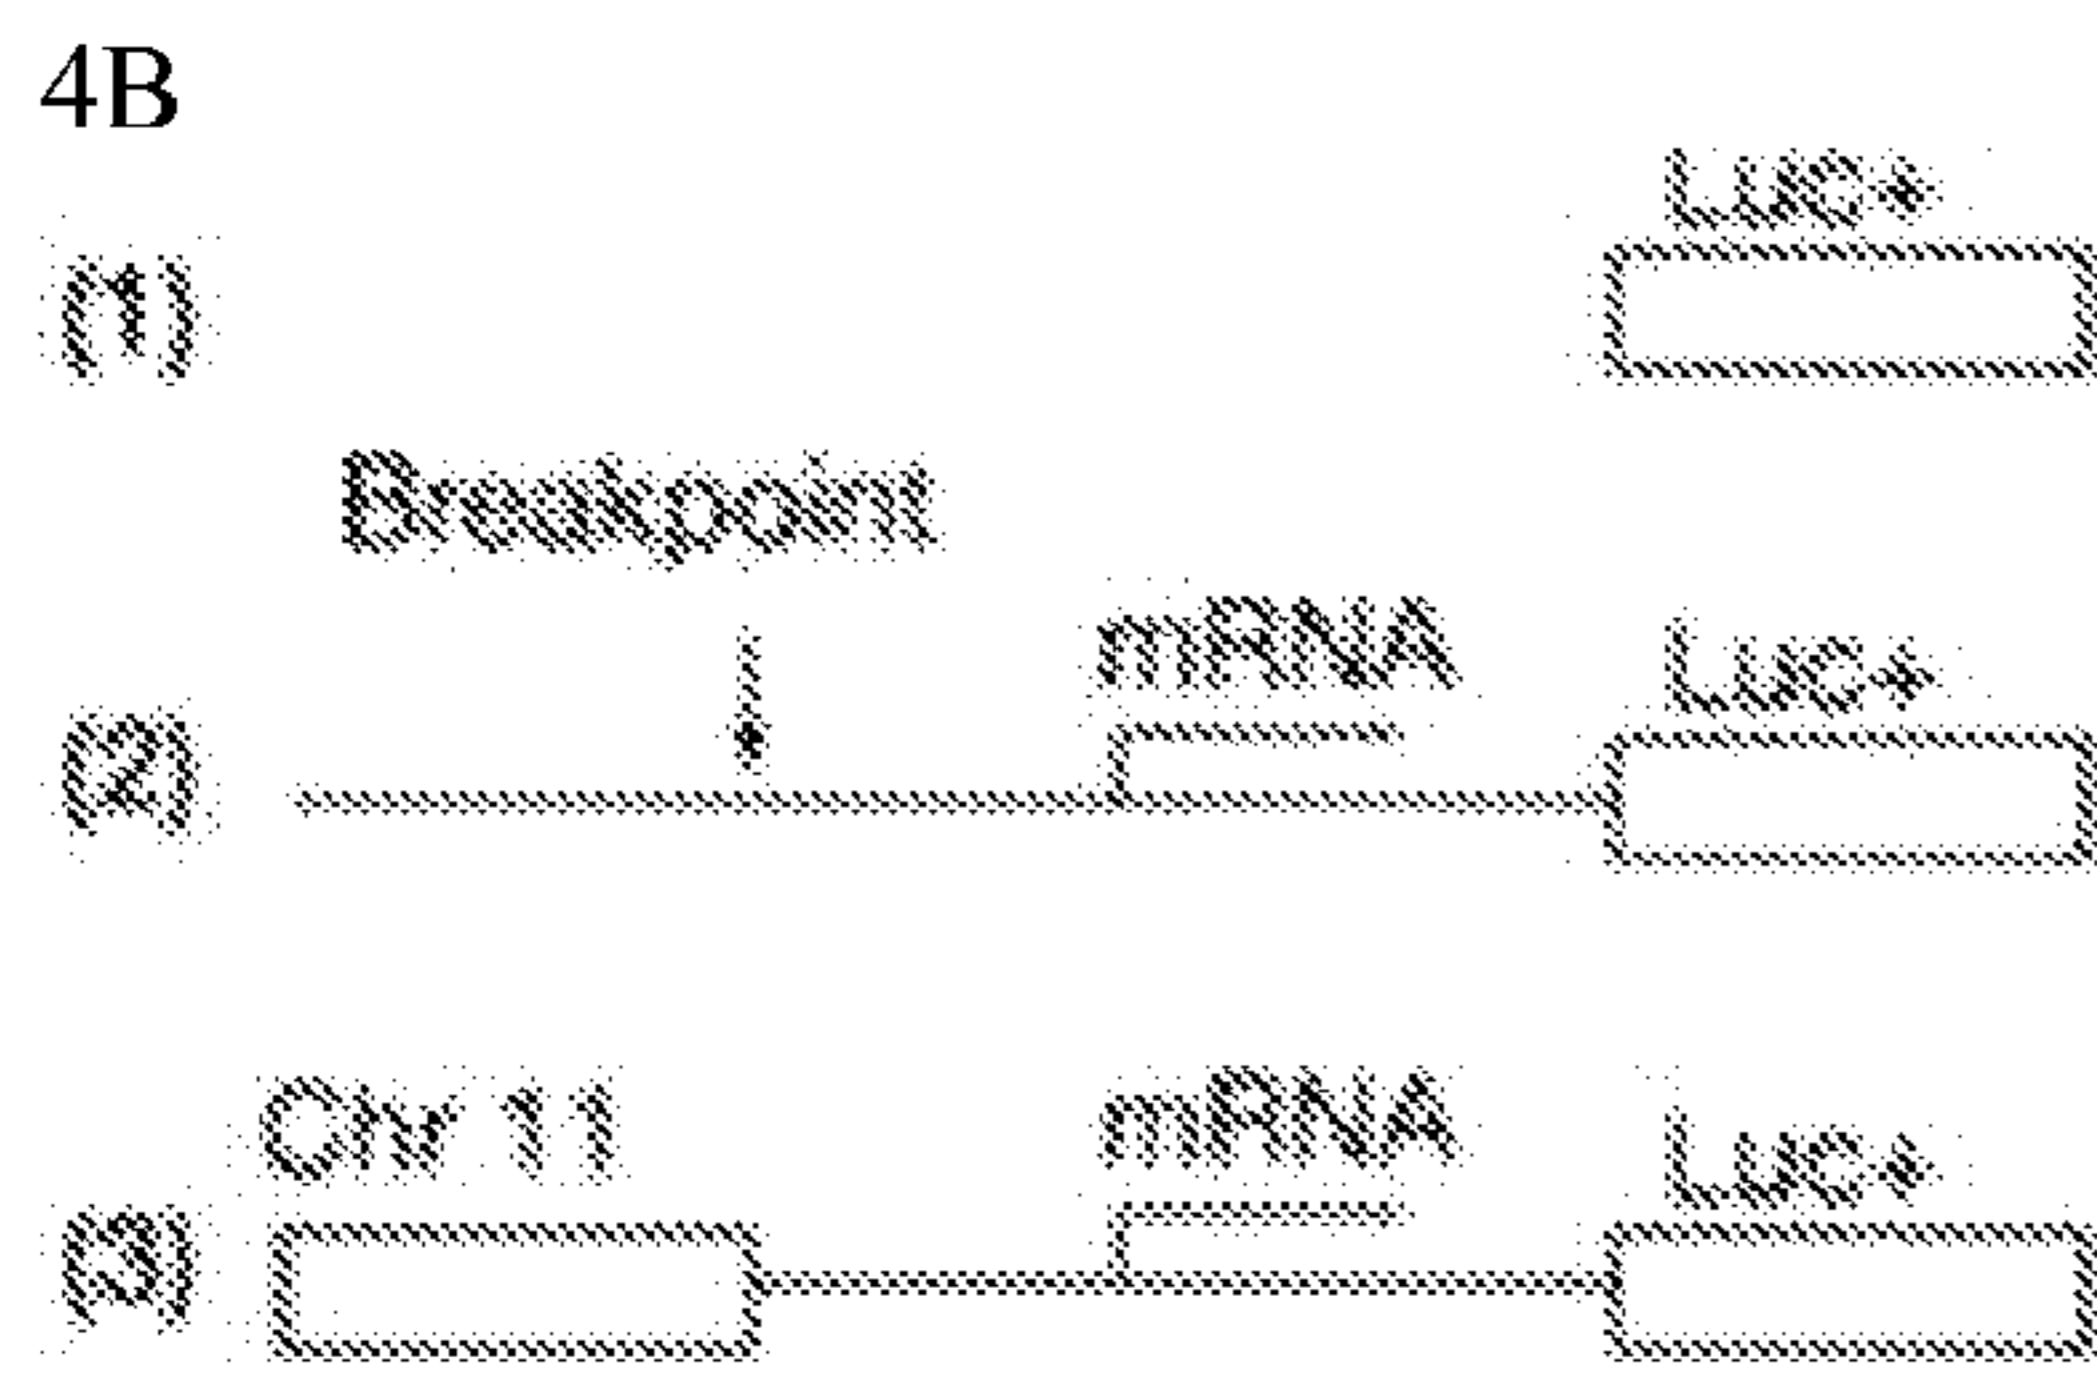 4B
Luc+
(1)
Breakpoint
mRNA
Luc+
(2)
Chr 11
mRNA
Luc+
(3)